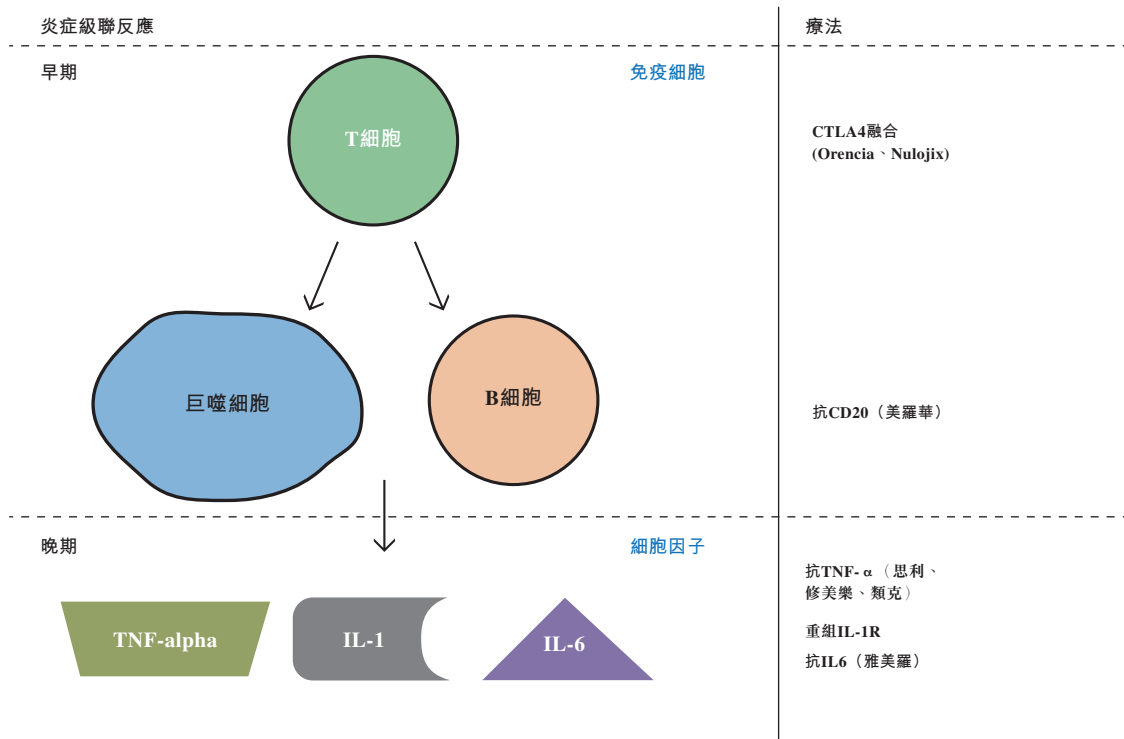 炎症級聯反應
療法
早期
免疫細胞
T細胞
CTLA4融合
(Orencia、Nulojix)
巨噬細胞
B細胞
抗CD20（美羅華）
晚期
細胞因子
抗TNF- α（思利、
修美樂、類克）
TNF-alpha
IL-1
IL-6
重組IL-1R
抗IL6（雅美羅）